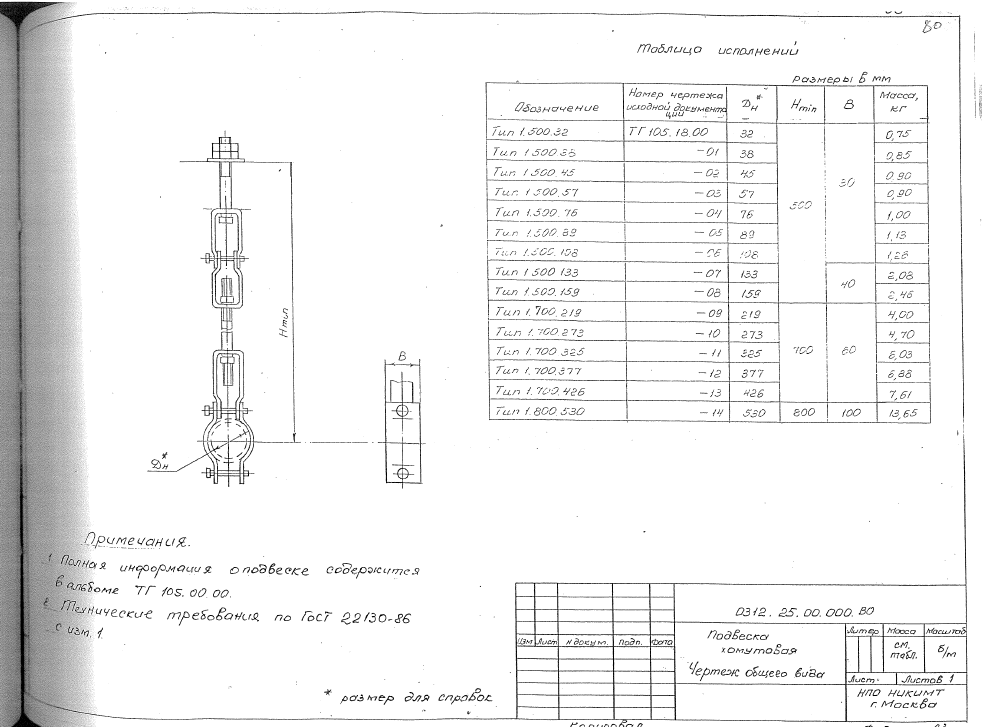 80
Таблица исполнений
размеры в мм
Обозначение Номер чертежа исходной документации Дн* Hmin В Масса, кг
Тип 1.500.32 ТГ 105.18.00 32 500 30 0,75
Тип 1.500.38 -01 38 0,85
Тип 1.500.45 -02 45 0,90
Тип 1.500.57 -03 57 0,90
Тип 1.500.76 -04 76 1,00
Тип 1.500.89 -05 89 1,13
Тип 1.500.108 -06 108 1,28
Тип 1.500.133 -07 133 40 2,08
Тип 1.500.159 -08 159 2,46
Тип 1.700.219 -09 219 700 60 4,00
Тип 1.700.273 -10 273 4,70
Тип 1.700.325 -11 325 6,03
Тип 1.700.377 -12 377 6,88
Тип 1.700.426 -13 426 7,61
Тип 1.800.530 -14 530 800 100 13,65
Hmin
В
Дн*
Примечания.
1. Полная информация о подвеске содержится
в альбоме ТГ 105.00.00.
2. Технические требования по ГОСТ 22130-86
с изм. 1.
* размер для справок
0312.25.00.000.ВО
Изм Лист N докум. Подп. Дата
Подвеска
хомутовая
Чертеж общего вида
Литер Масса Масштаб
см. табл. б/м
Лист Листов 1
НПО НИКИМТ
г. Москва
Копировал